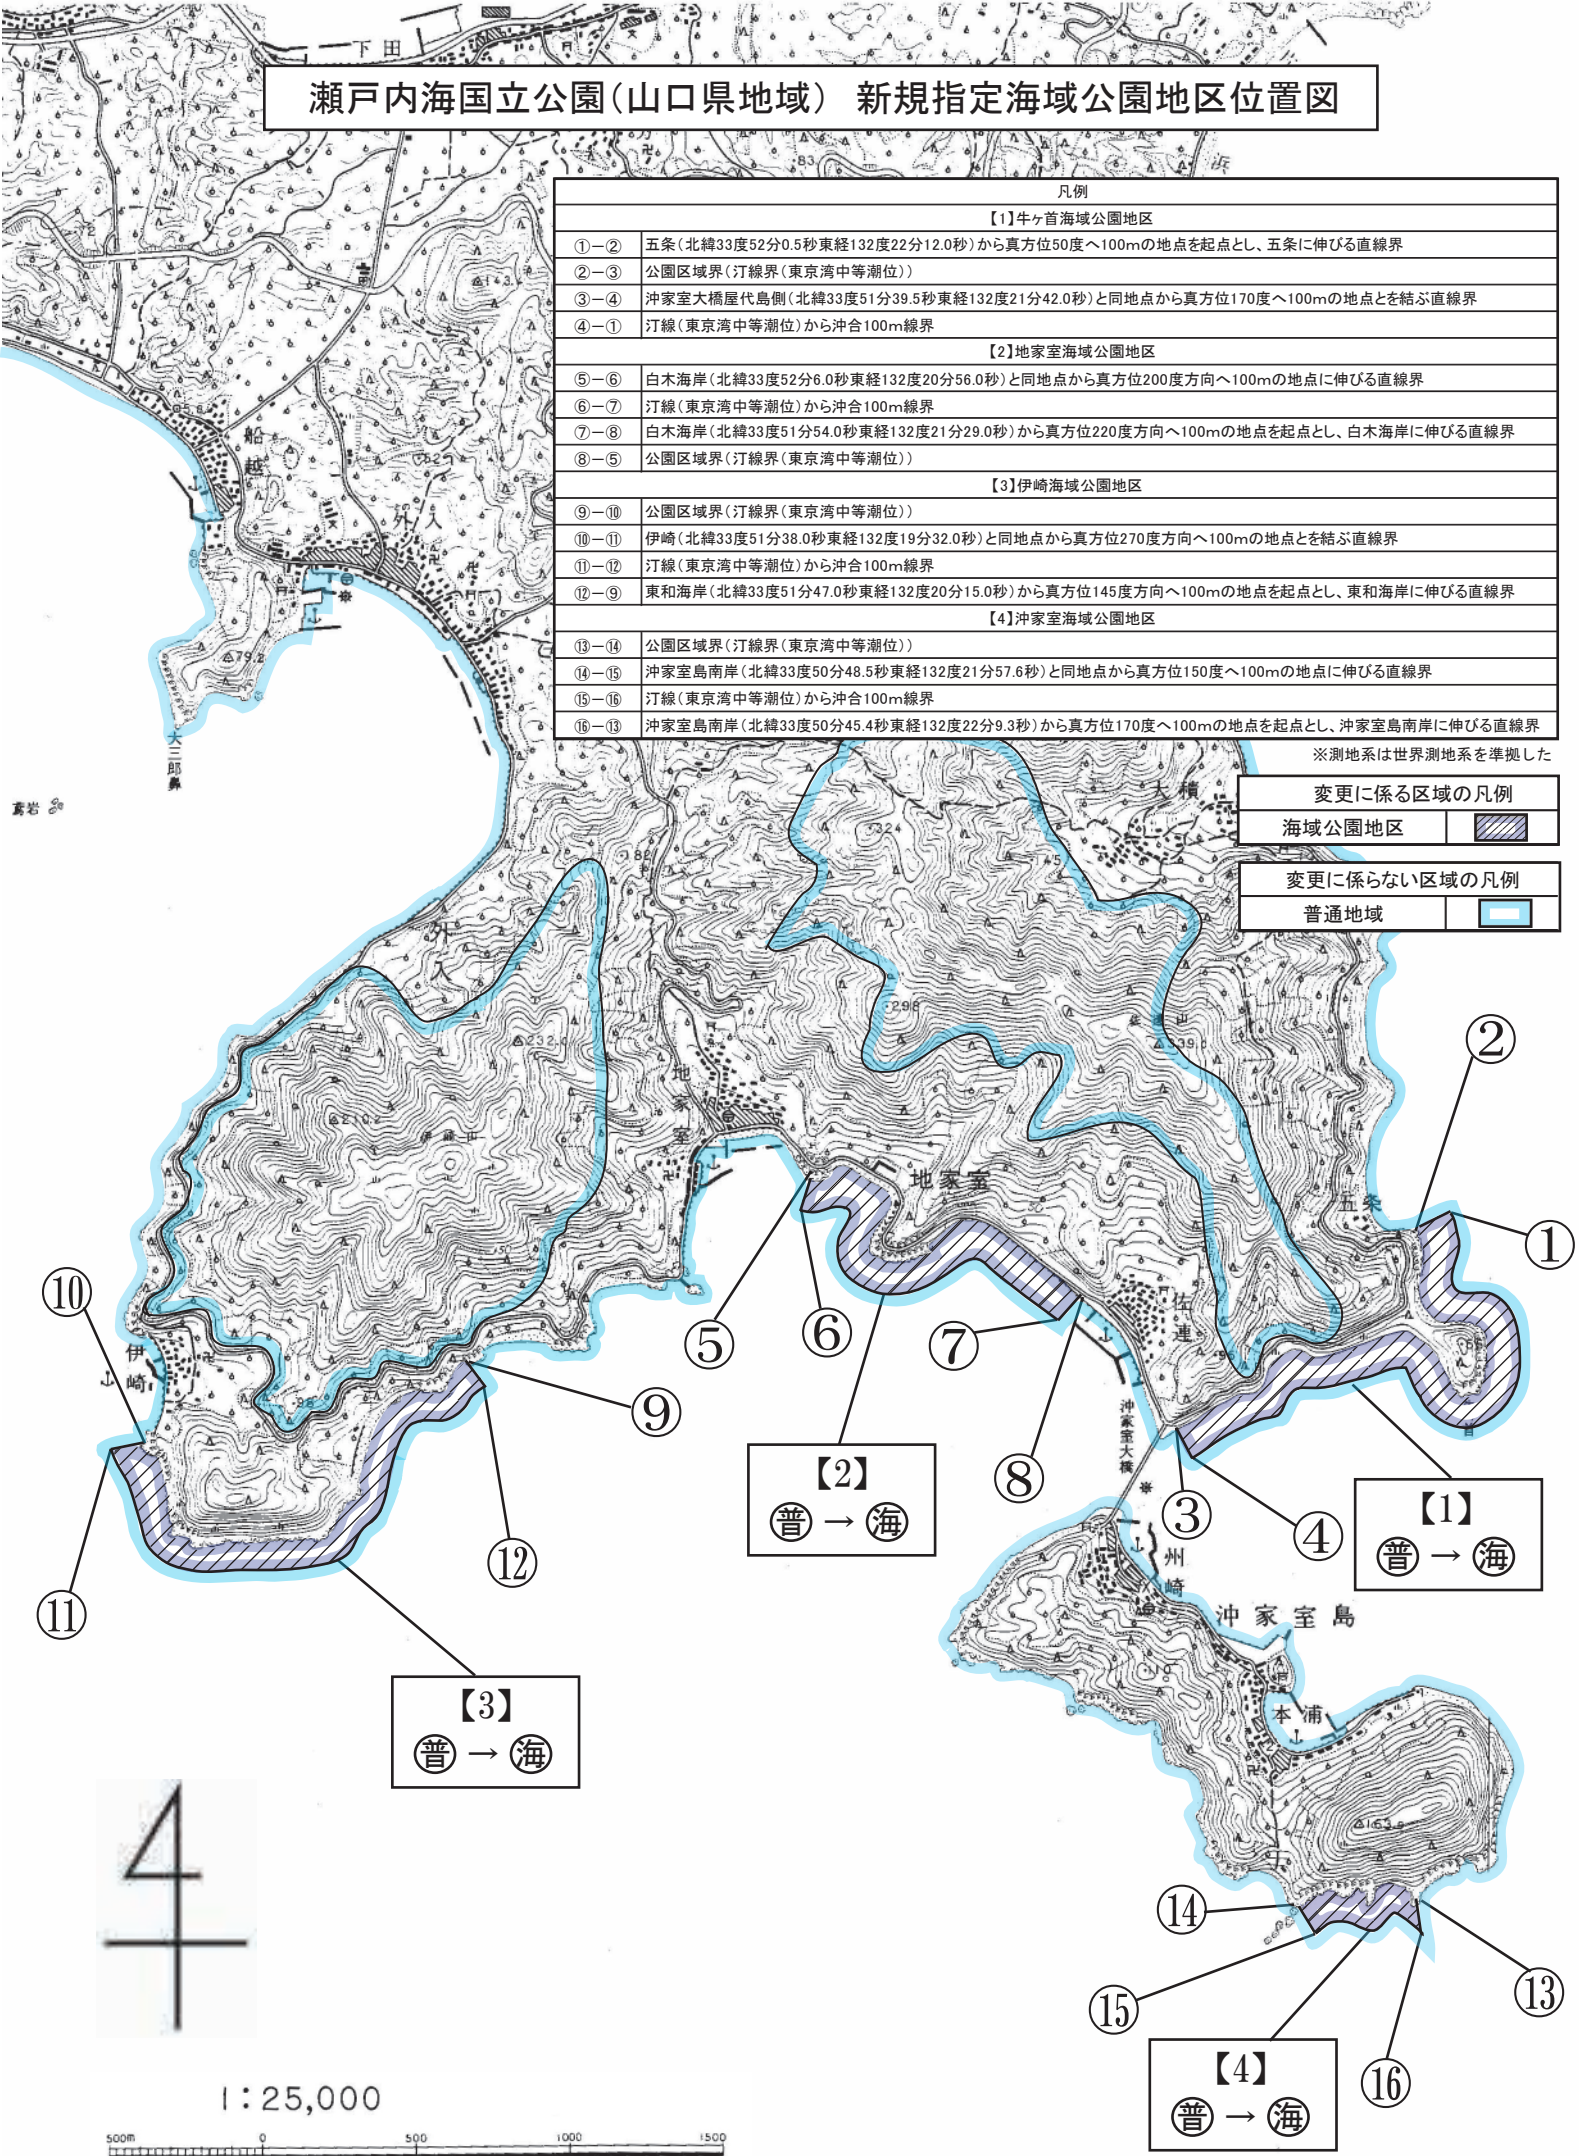 下田
瀬戸内海国立公園(山口県地域) 新規指定海域公園地区位置図
83
浜
凡例
【1】牛ヶ首海域公園地区
①-② 五条(北緯33度52分0.5秒東経132度22分12.0秒)から真方位50度へ100mの地点を起点とし、五条に伸びる直線界
②-③ 公園区域界(汀線界(東京湾中等潮位))
③-④ 沖家室大橋屋代島側(北緯33度51分39.5秒東経132度21分42.0秒)と同地点から真方位170度へ100mの地点とを結ぶ直線界
④-① 汀線(東京湾中等潮位)から沖合100m線界
【2】地家室海域公園地区
⑤-⑥ 白木海岸(北緯33度52分6.0秒東経132度20分56.0秒)と同地点から真方位200度方向へ100mの地点に伸びる直線界
⑥-⑦ 汀線(東京湾中等潮位)から沖合100m線界
⑦-⑧ 白木海岸(北緯33度51分54.0秒東経132度21分29.0秒)から真方位220度方向へ100mの地点を起点とし、白木海岸に伸びる直線界
⑧-⑤ 公園区域界(汀線界(東京湾中等潮位))
【3】伊崎海域公園地区
⑨-⑩ 公園区域界(汀線界(東京湾中等潮位))
⑩-⑪ 伊崎(北緯33度51分38.0秒東経132度19分32.0秒)と同地点から真方位270度方向へ100mの地点とを結ぶ直線界
⑪-⑫ 汀線(東京湾中等潮位)から沖合100m線界
⑫-⑨ 東和海岸(北緯33度51分47.0秒東経132度20分15.0秒)から真方位145度方向へ100mの地点を起点とし、東和海岸に伸びる直線界
【4】沖家室海域公園地区
⑬-⑭ 公園区域界(汀線界(東京湾中等潮位))
⑭-⑮ 沖家室島南岸(北緯33度50分48.5秒東経132度21分57.6秒)と同地点から真方位150度へ100mの地点に伸びる直線界
⑮-⑯ 汀線(東京湾中等潮位)から沖合100m線界
⑯-⑬ 沖家室島南岸(北緯33度50分45.4秒東経132度22分9.3秒)から真方位170度へ100mの地点を起点とし、沖家室島南岸に伸びる直線界
※測地系は世界測地系を準拠した
変更に係る区域の凡例
海域公園地区
変更に係らない区域の凡例
普通地域
船越
外入
79.2
大三郎鼻
大積
324
182
145
外入
298
339.
232.
210.2
地家室
地家室
五条
佐連
伊崎
沖家室大橋
①
②
③
④
⑤
⑥
⑦
⑧
⑨
⑩
⑪
⑫
【1】
普 → 海
【2】
普 → 海
【3】
普 → 海
州崎
沖家室島
本浦
163.9
⑬
⑭
⑮
⑯
【4】
普 → 海
1:25,000
500m 0 500 1000 1500